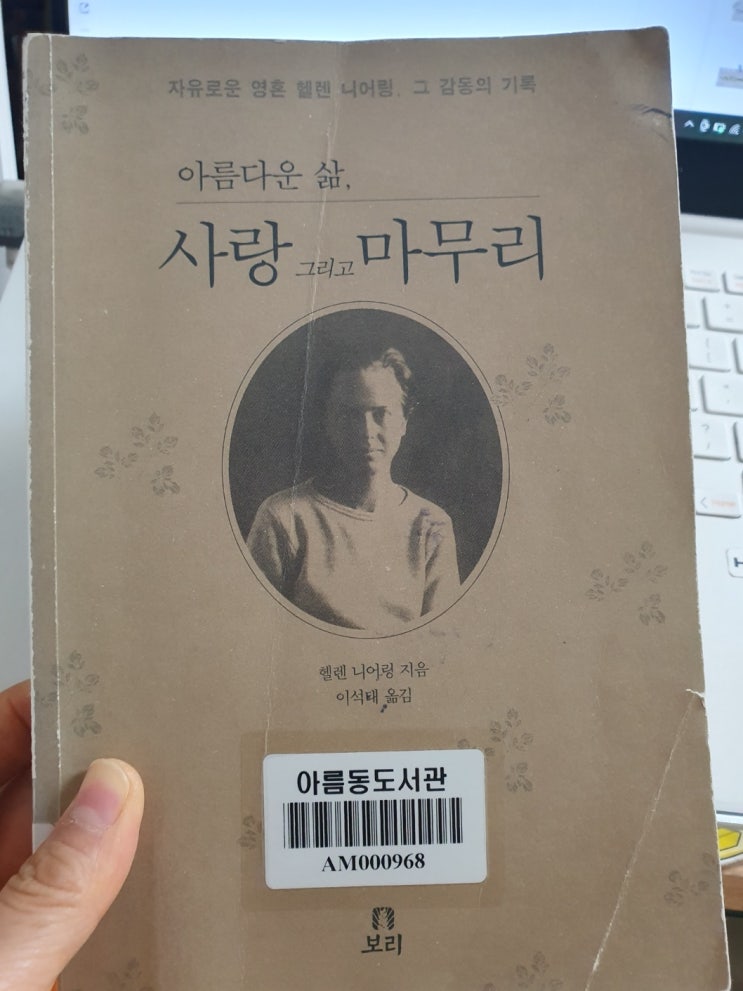 자유로운 영혼 헬렌 니어링, 그 감동의 기록
아름다운 삶,
사랑 그리고 마무리
헬렌 니어링 지음
이석태 옮김
아름동도서관
AM000968
보리